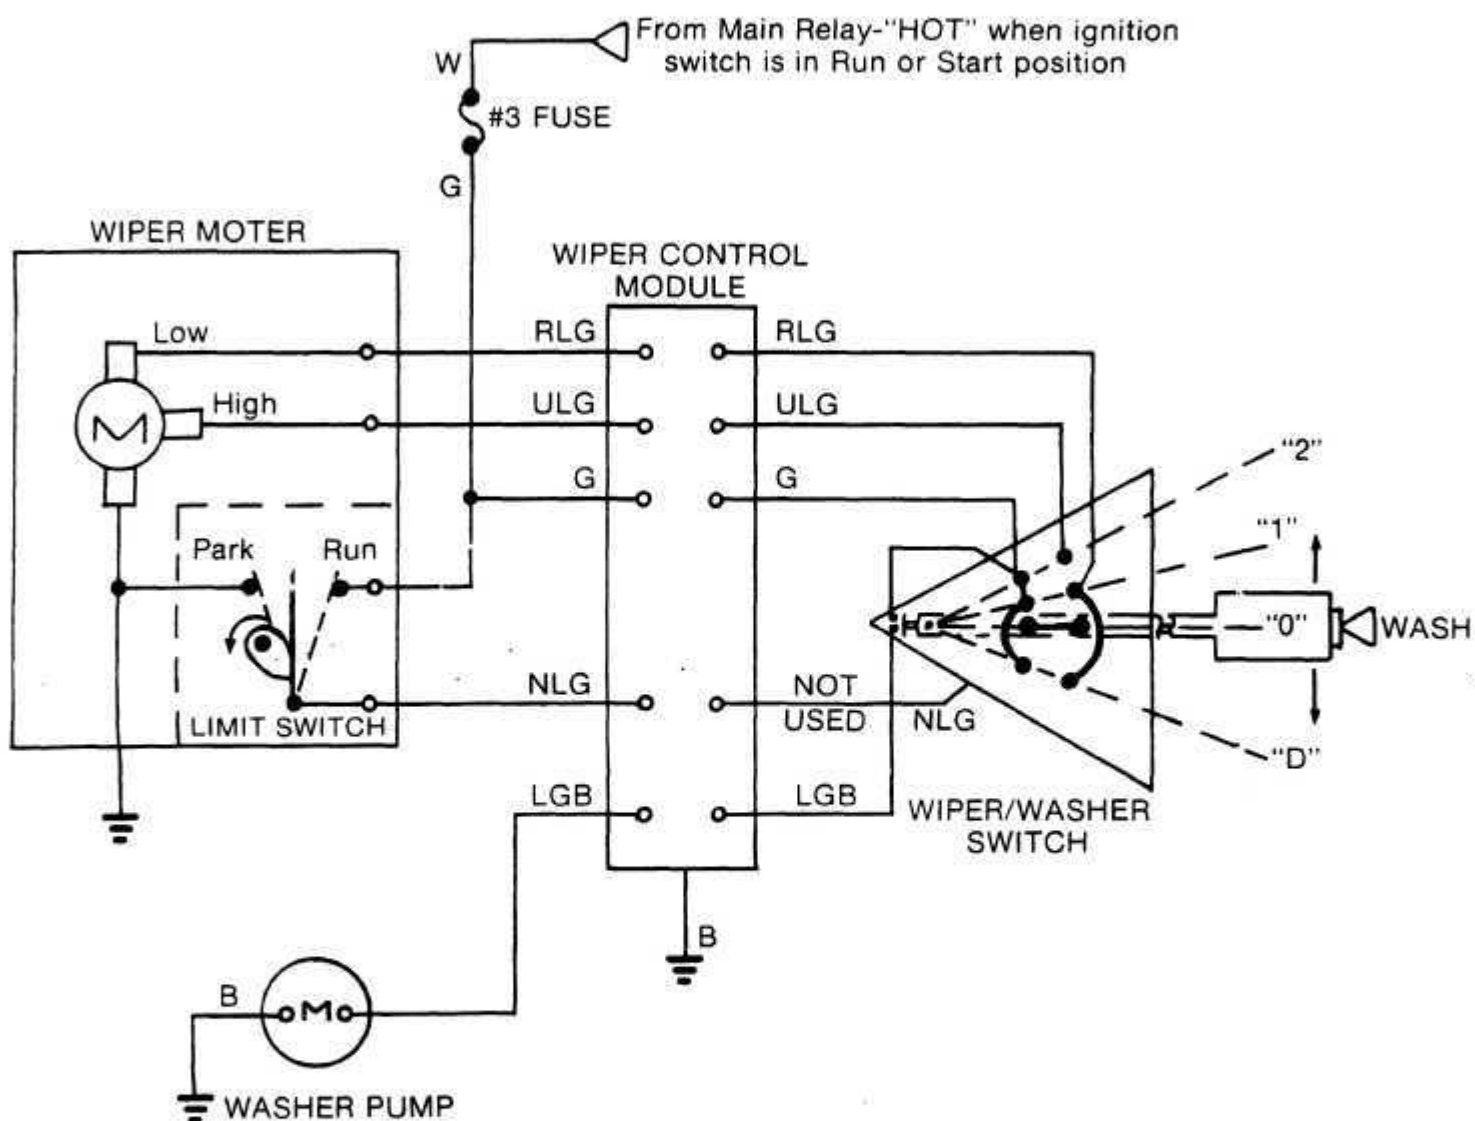 From Main Relay-"HOT" when ignition
switch is in Run or Start position
W
#3 FUSE
G
WIPER MOTER
WIPER CONTROL
MODULE
Low
RLG
RLG
High
ULG
ULG
G
G
"2"
"1"
"0"
"D"
WASH
Park
Run
M
LIMIT SWITCH
NLG
NOT
USED
NLG
LGB
LGB
WIPER/WASHER
SWITCH
B
B
M
WASHER PUMP